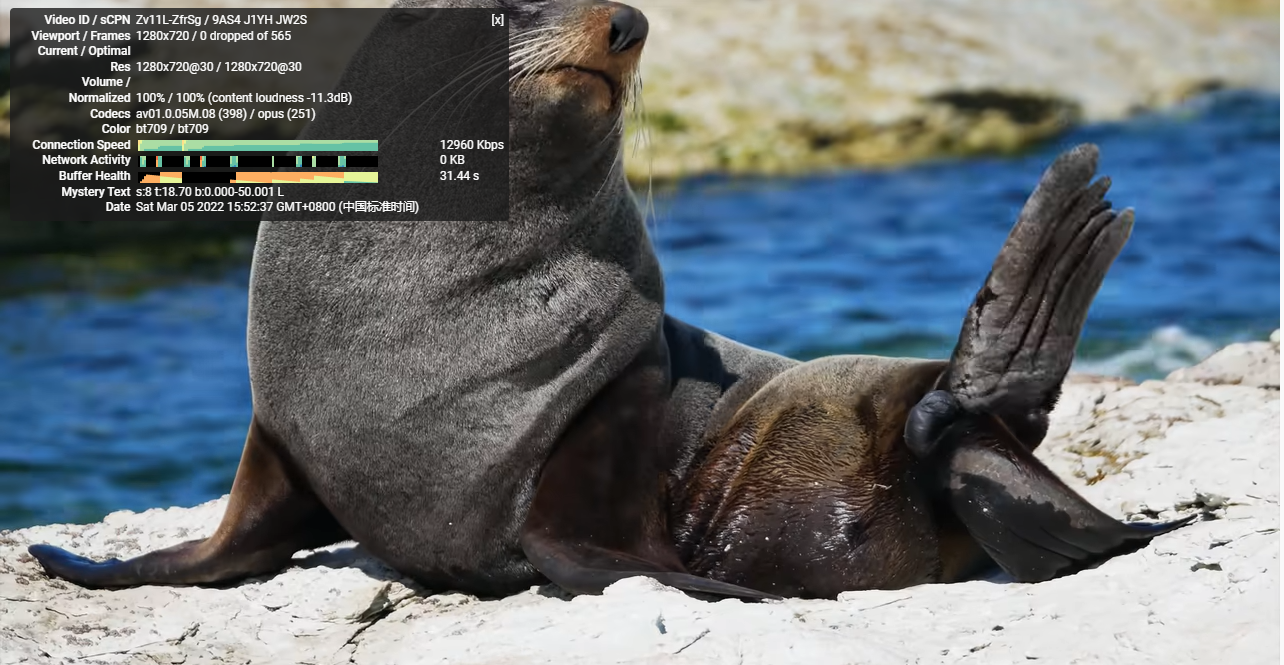 Video ID / sCPN Zv11L-ZfrSg / 9AS4 J1YH JW2S [x]
Viewport / Frames 1280x720 / 0 dropped of 565
Current / Optimal
Res 1280x720@30 / 1280x720@30
Volume /
Normalized 100% / 100% (content loudness -11.3dB)
Codecs av01.0.05M.08 (398) / opus (251)
Color bt709 / bt709
Connection Speed 12960 Kbps
Network Activity 0 KB
Buffer Health 31.44 s
Mystery Text s:8 t:18.70 b:0.000-50.001 L
Date Sat Mar 05 2022 15:52:37 GMT+0800 (中国标准时间)